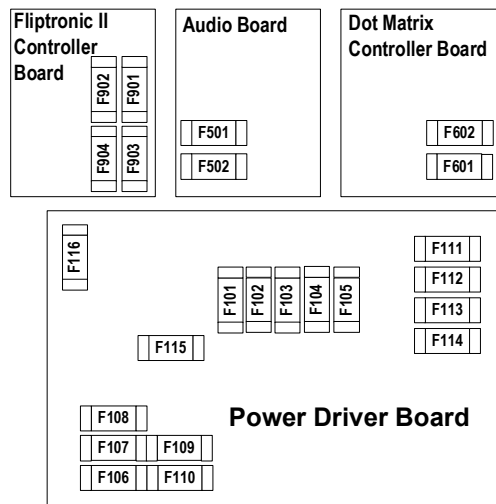 Fliptronic II
Controller
Board
F902
F901
F904
F903
Audio Board
F501
F502
Dot Matrix
Controller Board
F602
F601
F116
F101
F102
F103
F104
F105
F111
F112
F113
F114
F115
Power Driver Board
F108
F107
F109
F106
F110